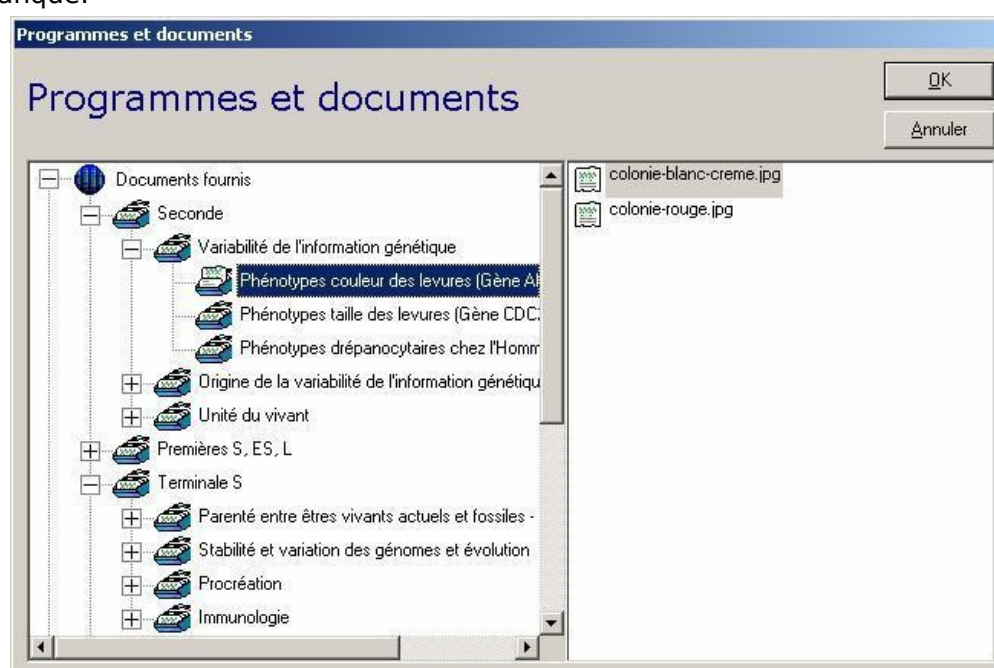 Programmes et documents
Programmes et documents
OK
Annuler
Documents fournis
Seconde
Variabilité de l'information génétique
Phénotypes couleur des levures (Gène
Phénotypes taille des levures (Gène
Phénotypes drépanocytaires chez
Origine de la variabilité de l'information
Unité du vivant
Premières S, ES, L
Terminale S
Parenté entre êtres vivants actuels et fossiles -
Stabilité et variation des génomes et évolution
Procréation
Immunologie
colonie-blanc-creme.jpg
colonie-rouge.jpg